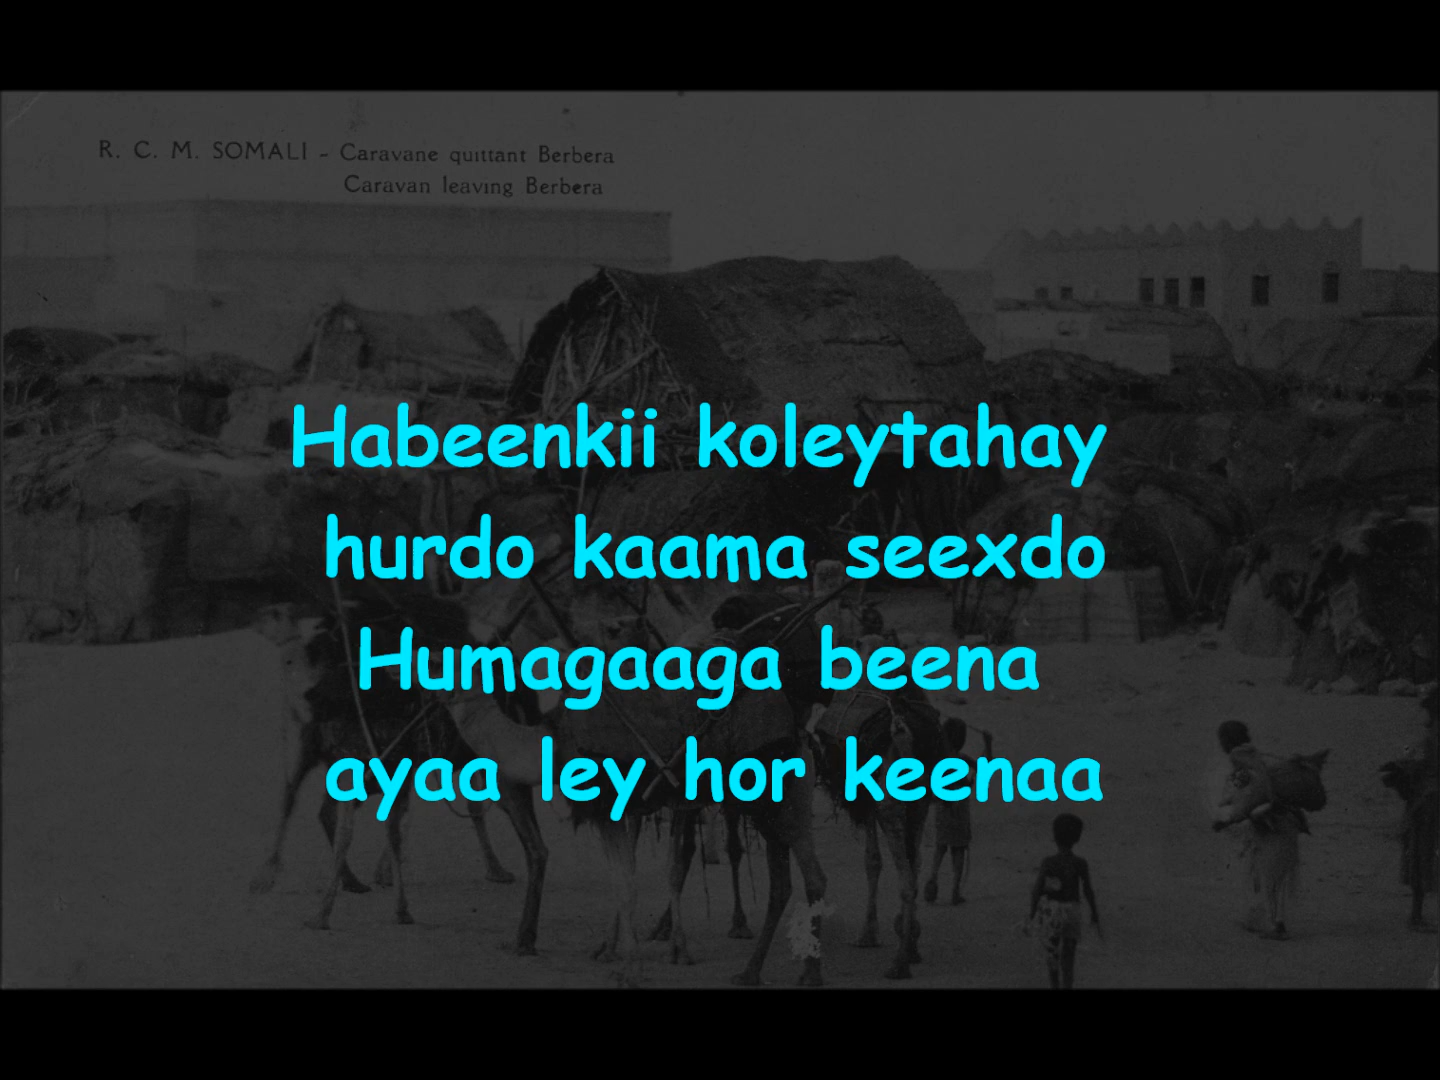 R. C. M. SOMALI - Caravane quittant Berbera
Caravan leaving Berbera
Habeenkii koleytahay
hurdo kaama seexdo
Humagaaga beena
ayaa ley hor keenaa